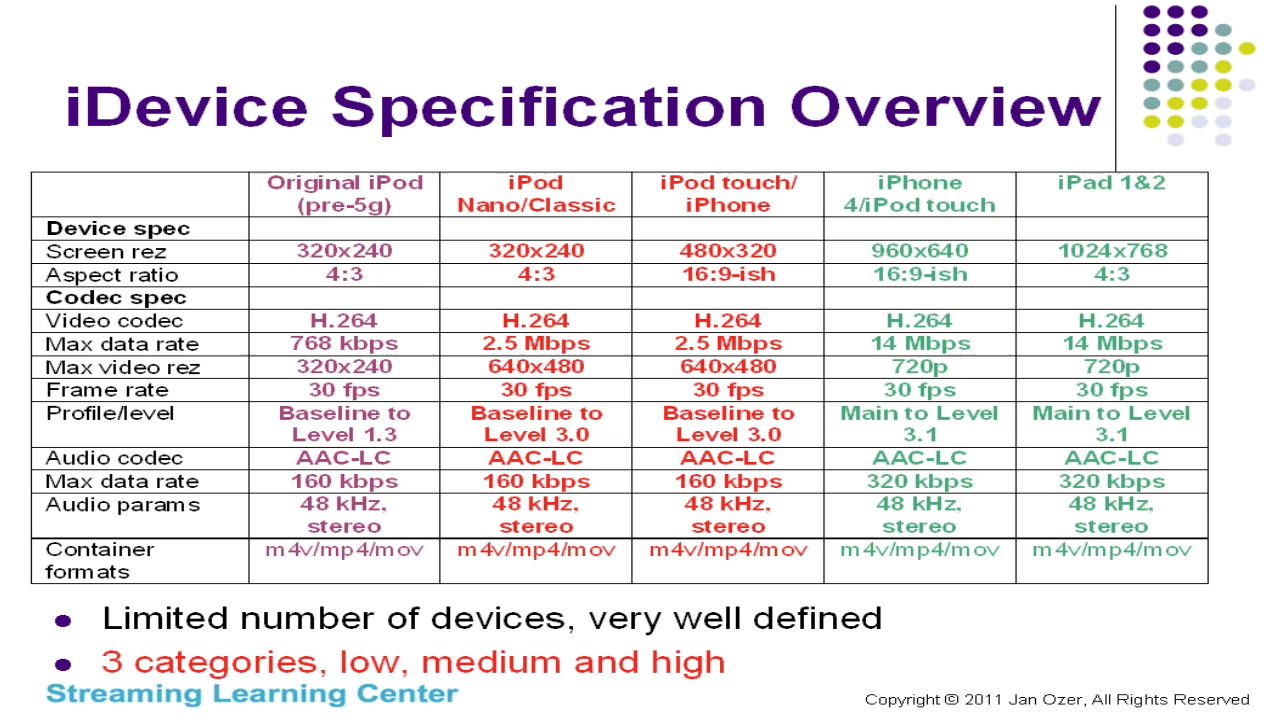 iDevice Specification Overview
Original iPod (pre-5g) iPod Nano/Classic iPod touch/ iPhone iPhone 4/iPod touch iPad 1&2
Device spec
Screen rez 320x240 320x240 480x320 960x640 1024x768
Aspect ratio 4:3 4:3 16:9-ish 16:9-ish 4:3
Codec spec
Video codec H.264 H.264 H.264 H.264 H.264
Max data rate 768 kbps 2.5 Mbps 2.5 Mbps 14 Mbps 14 Mbps
Max video rez 320x240 640x480 640x480 720p 720p
Frame rate 30 fps 30 fps 30 fps 30 fps 30 fps
Profile/level Baseline to Level 1.3 Baseline to Level 3.0 Baseline to Level 3.0 Main to Level 3.1 Main to Level 3.1
Audio codec AAC-LC AAC-LC AAC-LC AAC-LC AAC-LC
Max data rate 160 kbps 160 kbps 160 kbps 320 kbps 320 kbps
Audio params 48 kHz, stereo 48 kHz, stereo 48 kHz, stereo 48 kHz, stereo 48 kHz, stereo
Container formats m4v/mp4/mov m4v/mp4/mov m4v/mp4/mov m4v/mp4/mov m4v/mp4/mov
● Limited number of devices, very well defined
● 3 categories, low, medium and high
Streaming Learning Center
Copyright © 2011 Jan Ozer, All Rights Reserved